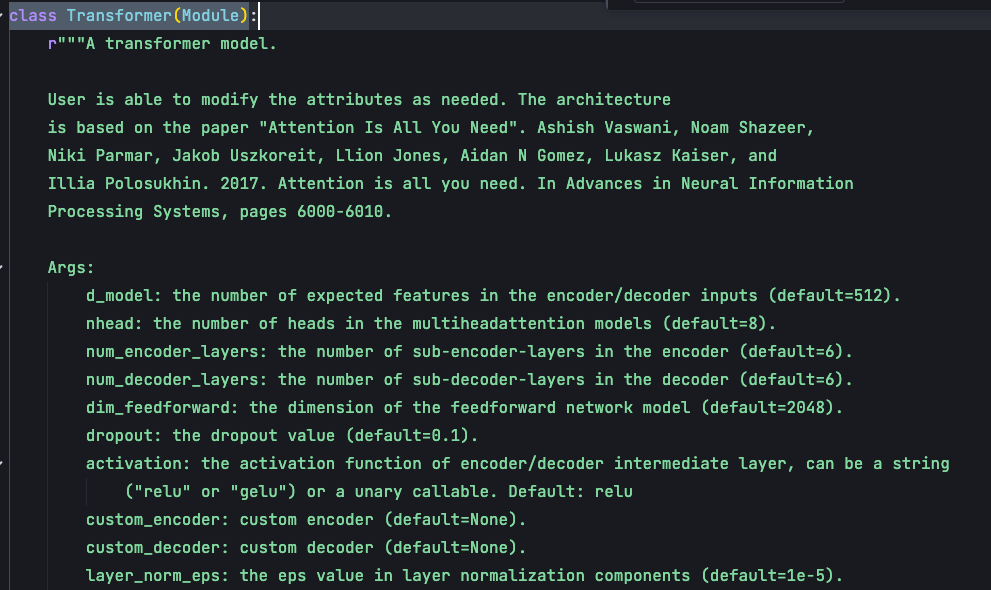 class Transformer(Module):
r"""A transformer model.
User is able to modify the attributes as needed. The architecture
is based on the paper "Attention Is All You Need". Ashish Vaswani, Noam Shazeer,
Niki Parmar, Jakob Uszkoreit, Llion Jones, Aidan N Gomez, Lukasz Kaiser, and
Illia Polosukhin. 2017. Attention is all you need. In Advances in Neural Information
Processing Systems, pages 6000-6010.
Args:
d_model: the number of expected features in the encoder/decoder inputs (default=512).
nhead: the number of heads in the multiheadattention models (default=8).
num_encoder_layers: the number of sub-encoder-layers in the encoder (default=6).
num_decoder_layers: the number of sub-decoder-layers in the decoder (default=6).
dim_feedforward: the dimension of the feedforward network model (default=2048).
dropout: the dropout value (default=0.1).
activation: the activation function of encoder/decoder intermediate layer, can be a string
("relu" or "gelu") or a unary callable. Default: relu
custom_encoder: custom encoder (default=None).
custom_decoder: custom decoder (default=None).
layer_norm_eps: the eps value in layer normalization components (default=1e-5).